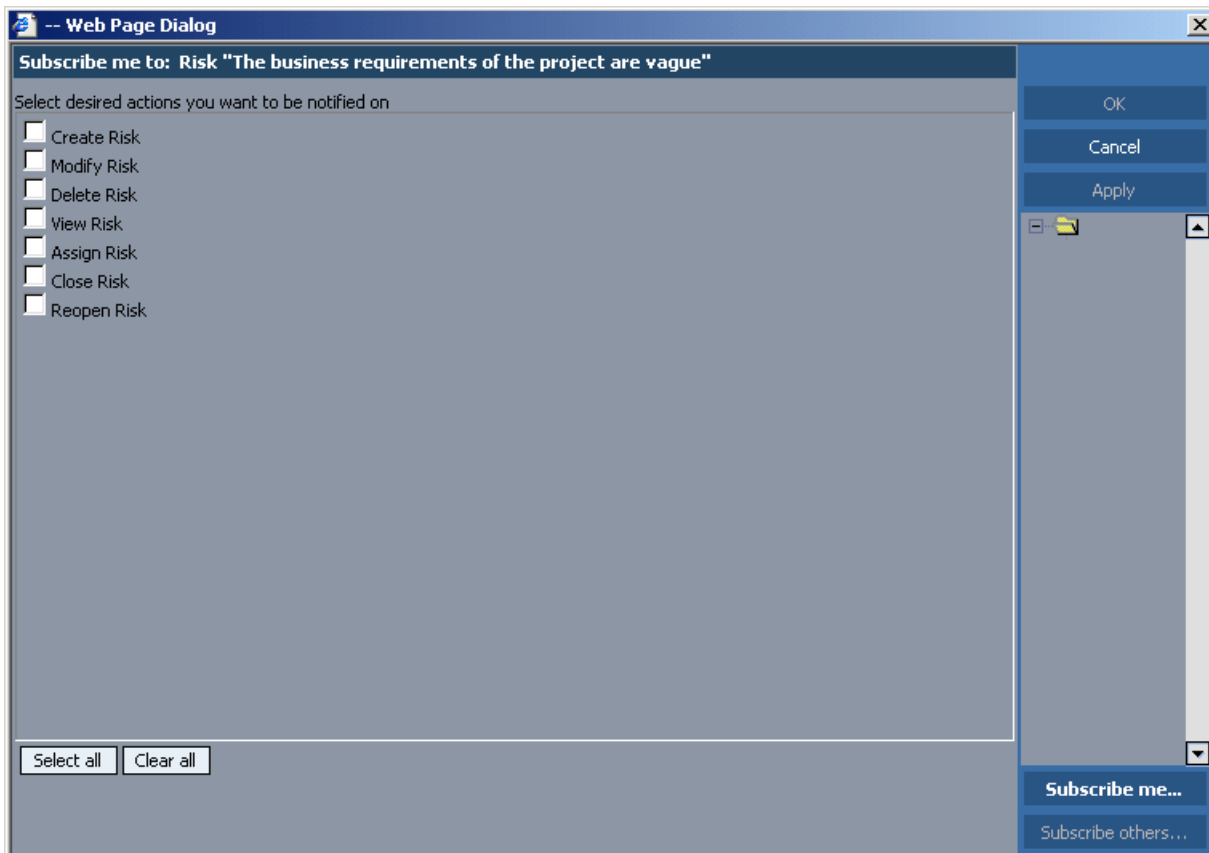 -- Web Page Dialog
Subscribe me to: Risk "The business requirements of the project are vague"
Select desired actions you want to be notified on
Create Risk
Modify Risk
Delete Risk
View Risk
Assign Risk
Close Risk
Reopen Risk
Select all Clear all
OK
Cancel
Apply
Subscribe me...
Subscribe others...